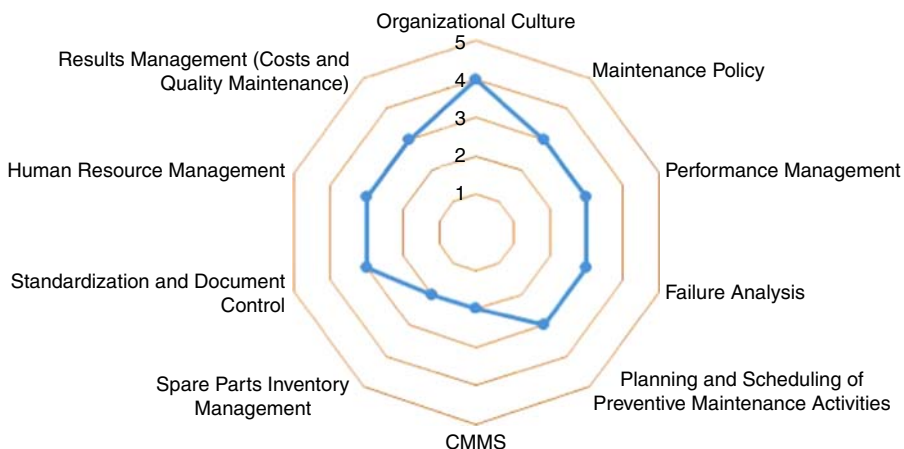 Organizational Culture
5
Results Management (Costs and
Quality Maintenance)
Maintenance Policy
4
3
Human Resource Management
2
Performance Management
1
Standardization and Document
Control
Failure Analysis
Spare Parts Inventory
Management
Planning and Scheduling of
Preventive Maintenance Activities
CMMS